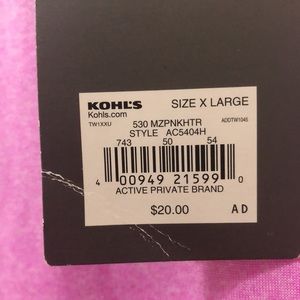 KOHL'S SIZE X LARGE
Kohls.com
TW1XXU 530 MZPNKHTR ADDTW1045
STYLE AC5404H
743 50 54
4 00949 21599 0
ACTIVE PRIVATE BRAND
$20.00 A D